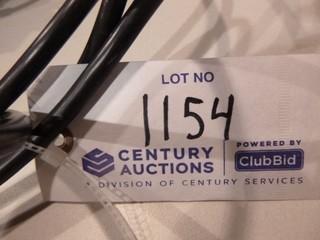 LOT NO
1154
CENTURY AUCTIONS
POWERED BY
ClubBid
A DIVISION OF CENTURY SERVICES